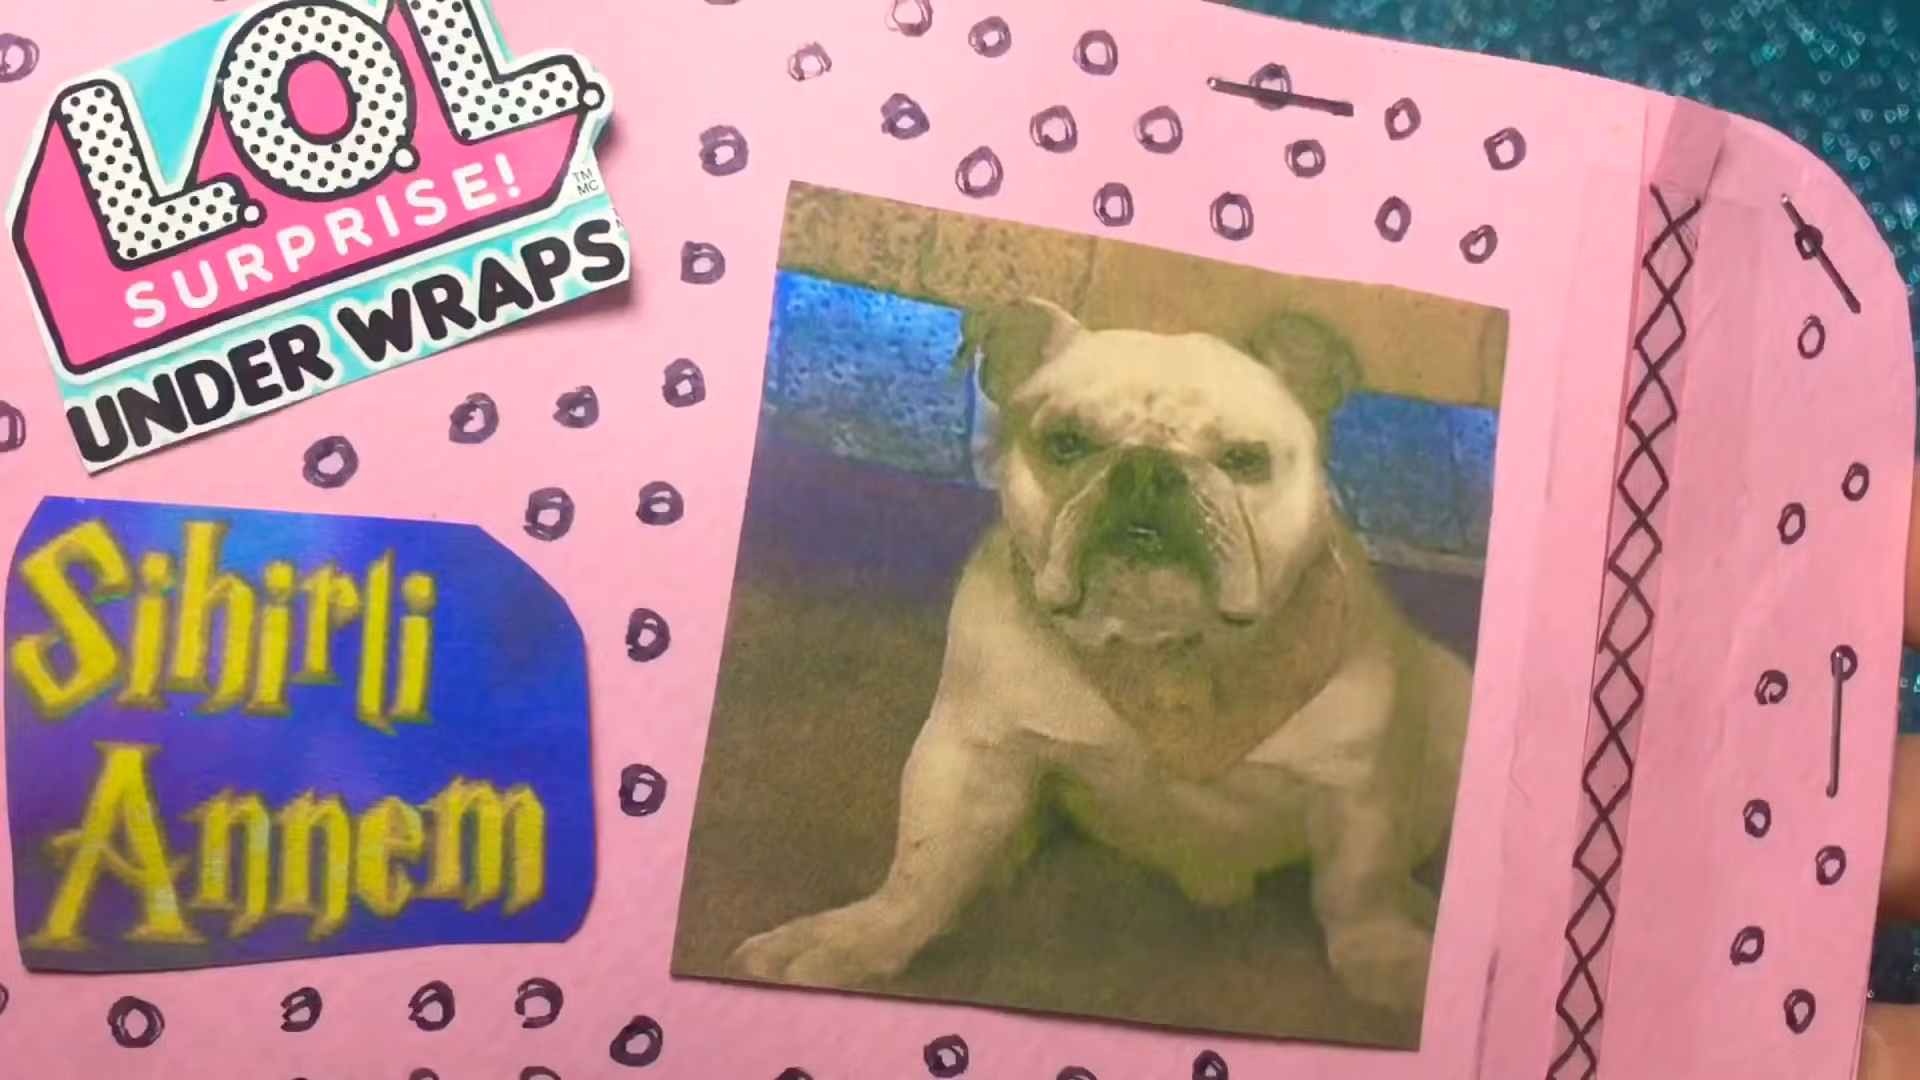 L.O.L.
SURPRISE!
TM
MC
UNDER WRAPS
Sihirli
Annem